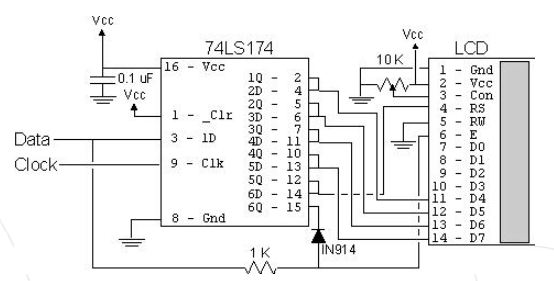 Vcc
Vcc
74LS174
LCD
10K
16 - Vcc
0.1 uF
Vcc
1Q - 2
2D - 4
2Q - 5
3D - 6
3Q - 7
4D - 11
4Q - 10
5D - 13
5Q - 12
6D - 14
6Q - 15
1 - _Clr
3 - 1D
9 - Clk
8 - Gnd
Data
Clock
1 - Gnd
2 - Vcc
3 - Con
4 - RS
5 - RW
6 - E
7 - D0
8 - D1
9 - D2
10 - D3
11 - D4
12 - D5
13 - D6
14 - D7
1K
IN914